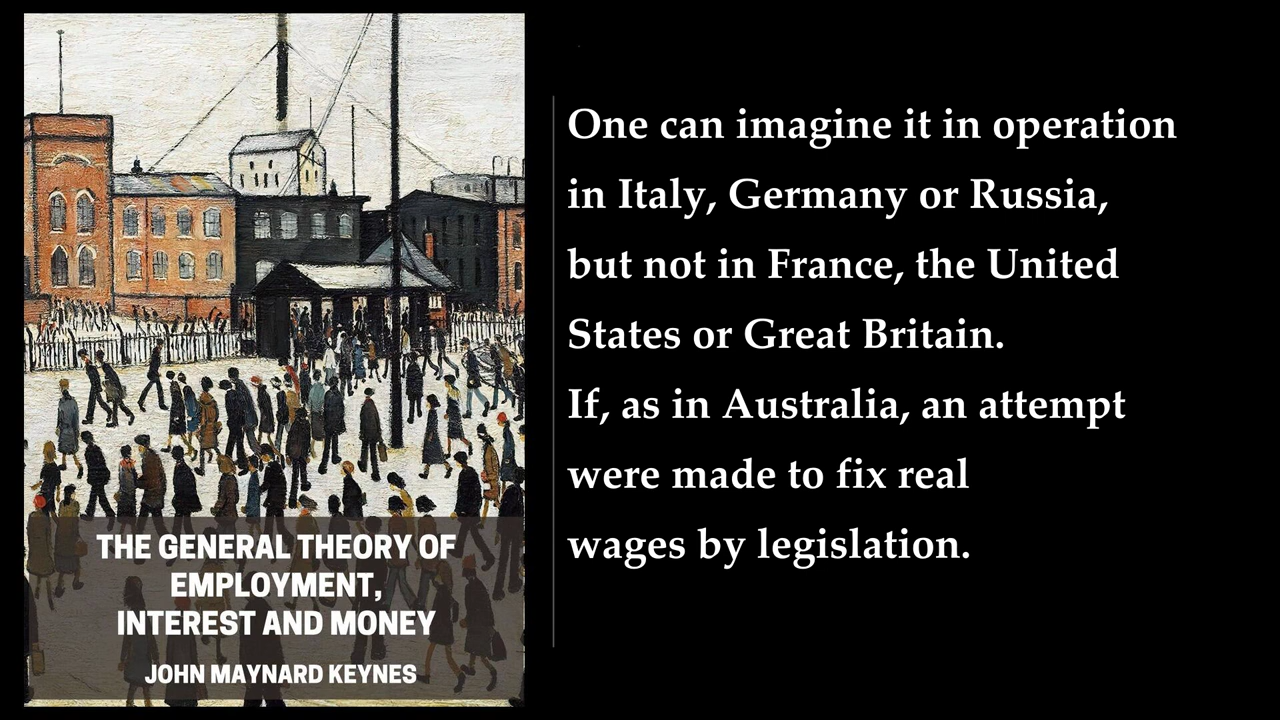 THE GENERAL THEORY OF
EMPLOYMENT,
INTEREST AND MONEY
JOHN MAYNARD KEYNES
One can imagine it in operation
in Italy, Germany or Russia,
but not in France, the United
States or Great Britain.
If, as in Australia, an attempt
were made to fix real
wages by legislation.